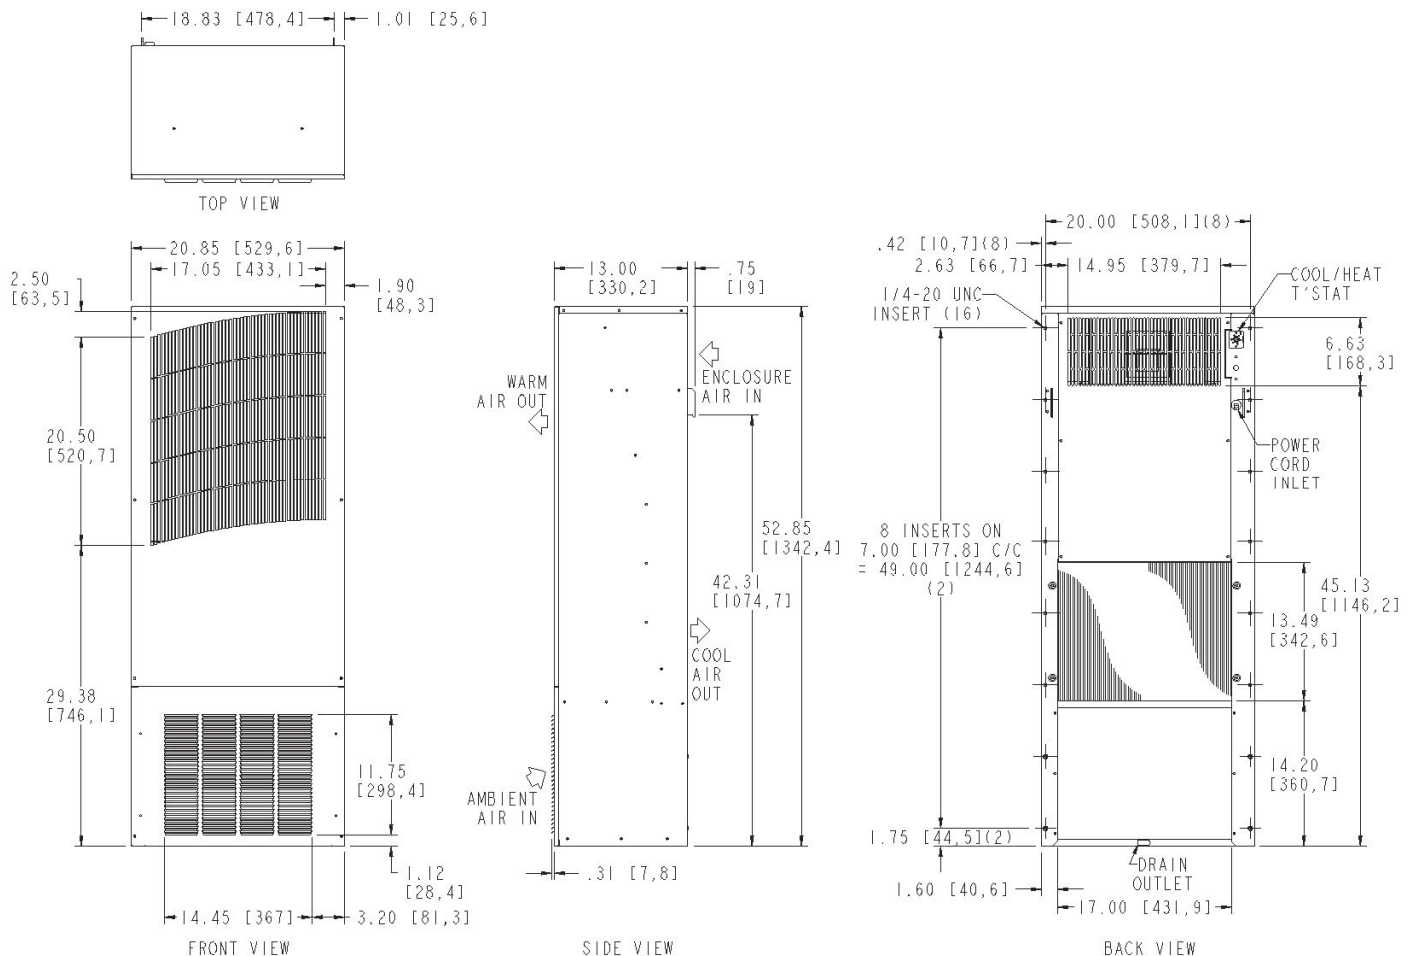 18.83 [478,4]
1.01 [25,6]
TOP VIEW
20.85 [529,6]
17.05 [433,1]
2.50
[63,5]
1.90
[48,3]
20.50
[520,7]
29.38
[746,1]
11.75
[298,4]
1.12
[28,4]
14.45 [367]
3.20 [81,3]
FRONT VIEW
13.00
[330,2]
.75
[19]
WARM
AIR OUT
ENCLOSURE
AIR IN
52.85
[1342,4]
42.31
[1074,7]
COOL
AIR
OUT
AMBIENT
AIR IN
.31 [7,8]
SIDE VIEW
20.00 [508,1](8)
.42 [10,7](8)
2.63 [66,7]
14.95 [379,7]
1/4-20 UNC
INSERT (16)
COOL/HEAT
T'STAT
6.63
[168,3]
POWER
CORD
INLET
8 INSERTS ON
7.00 [177.8] C/C
= 49.00 [1244,6]
(2)
45.13
[1146,2]
13.49
[342,6]
14.20
[360,7]
1.75 [44,5](2)
DRAIN
OUTLET
1.60 [40,6]
17.00 [431,9]
BACK VIEW